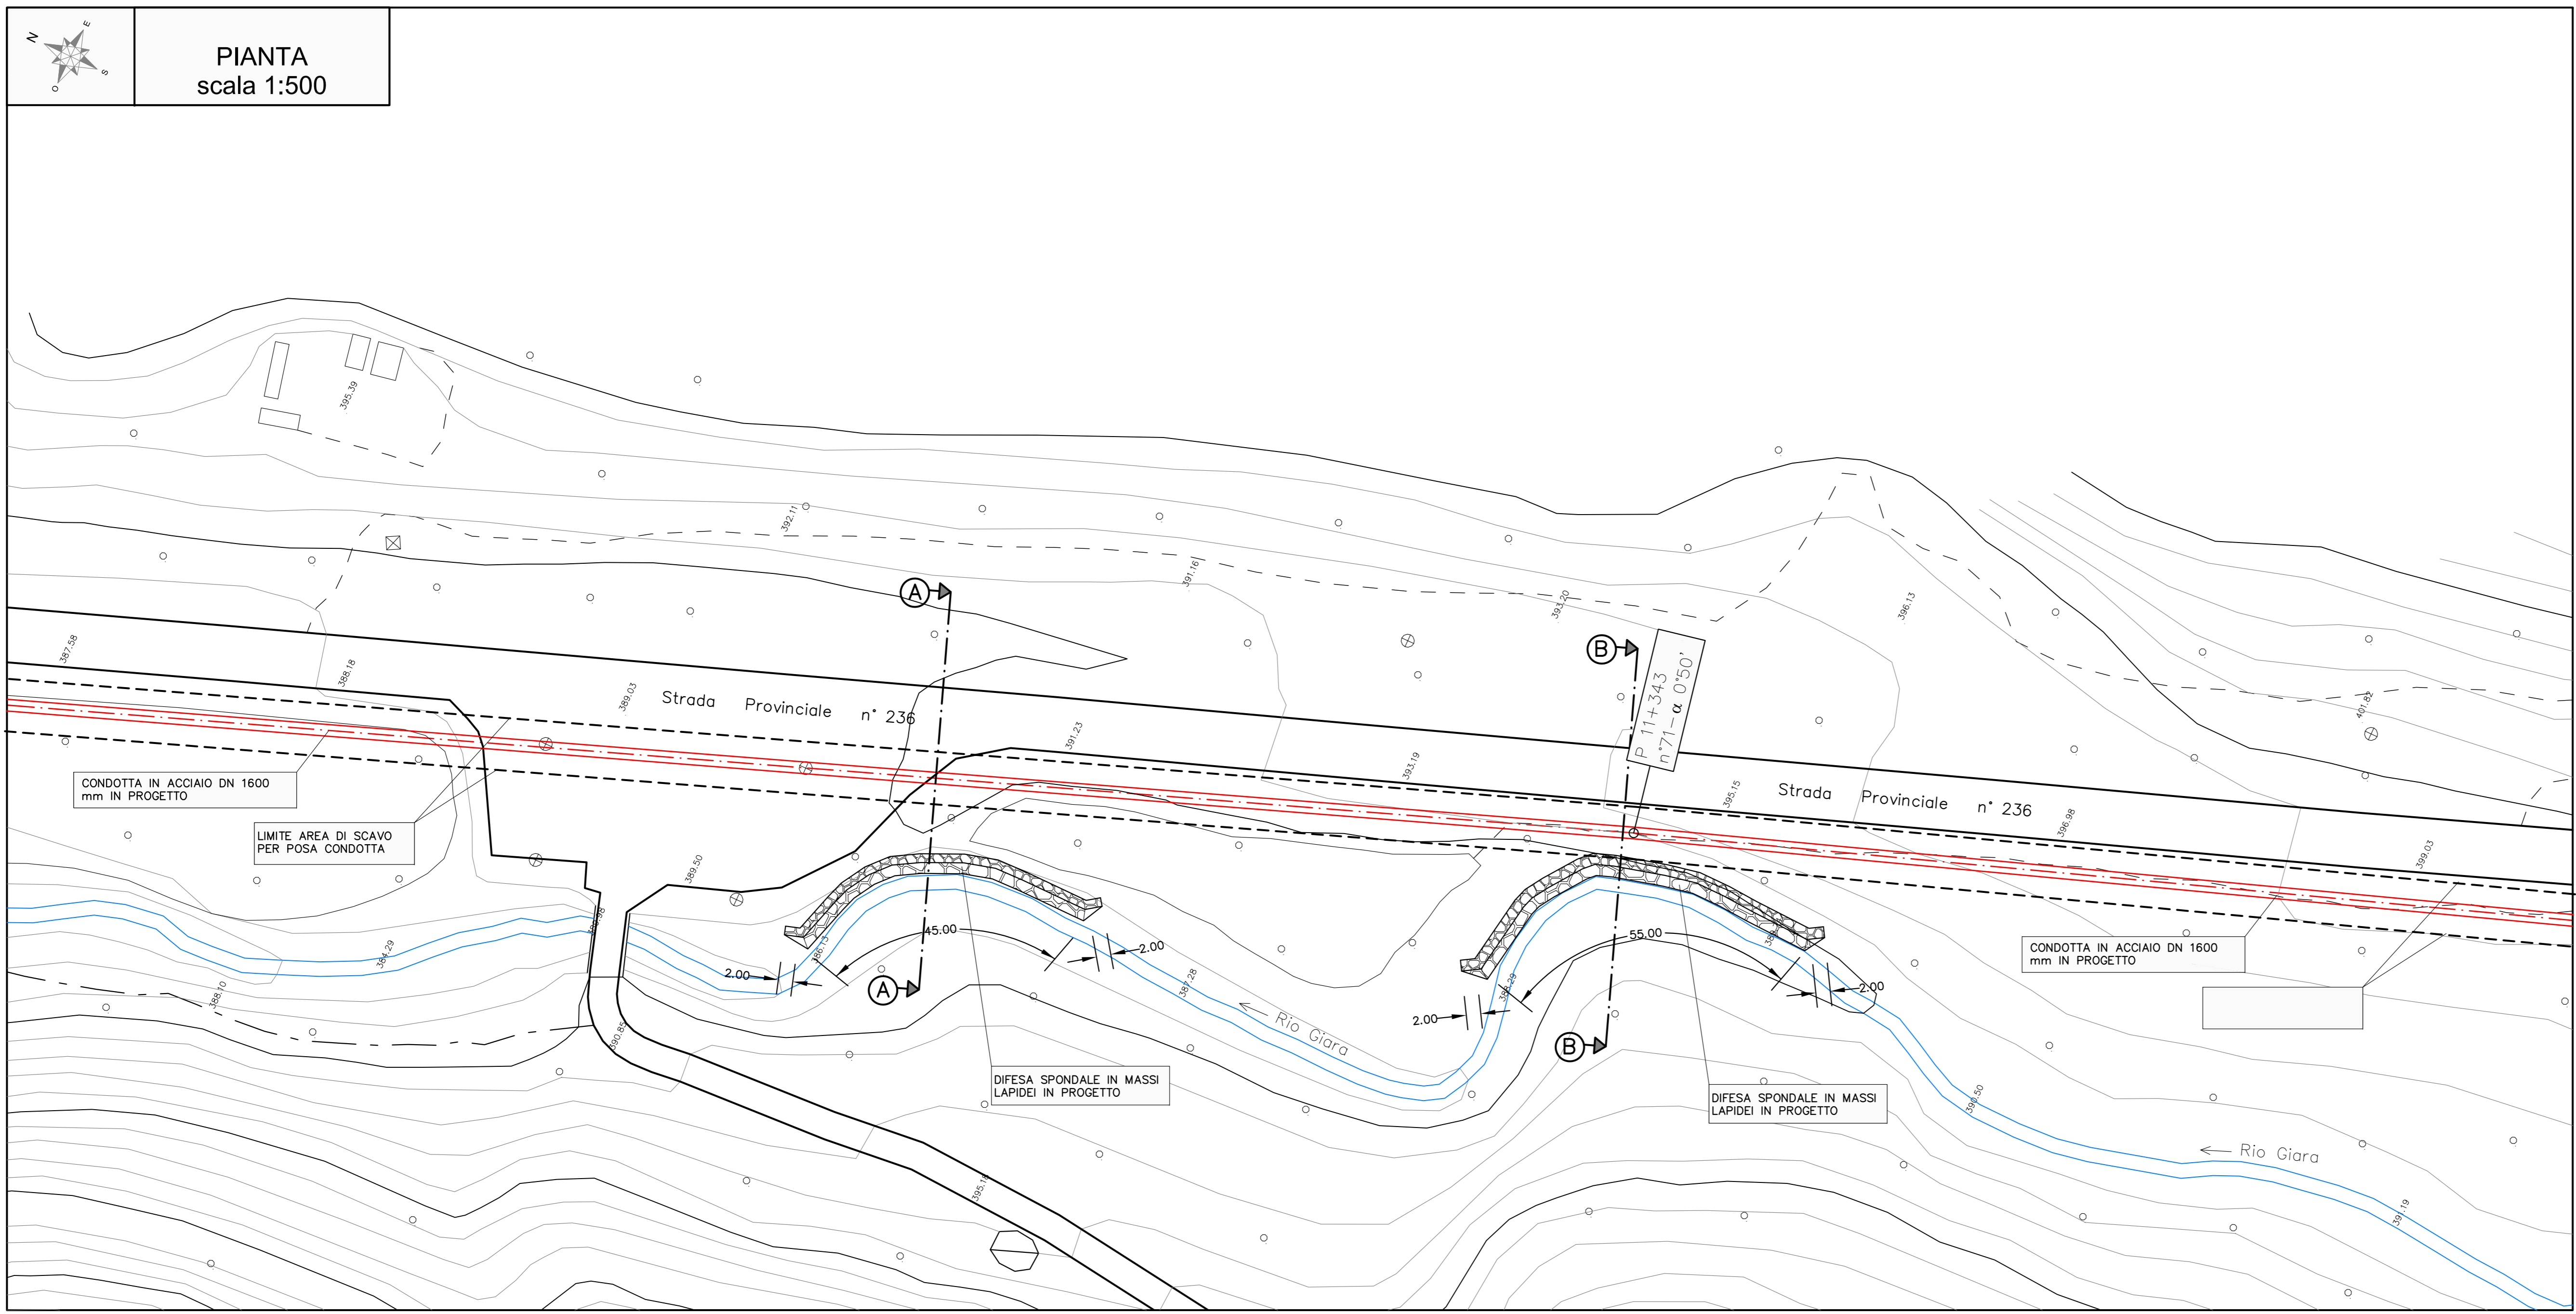 N
E
S
O
PIANTA
scala 1:500
395.39
392.11
391.16
393.20
396.13
401.82
387.58
388.18
389.03
Strada Provinciale n° 236
391.23
393.19
P 11+343
n°71-α 0°50'
395.15
Strada Provinciale n° 236
396.98
399.03
A
B
CONDOTTA IN ACCIAIO DN 1600
mm IN PROGETTO
LIMITE AREA DI SCAVO
PER POSA CONDOTTA
389.50
384.29
388.10
390.85
386.13
2.00
45.00
2.00
A
387.28
Rio Giara
388.29
2.00
55.00
2.00
B
CONDOTTA IN ACCIAIO DN 1600
mm IN PROGETTO
DIFESA SPONDALE IN MASSI
LAPIDEI IN PROGETTO
DIFESA SPONDALE IN MASSI
LAPIDEI IN PROGETTO
390.50
Rio Giara
391.19